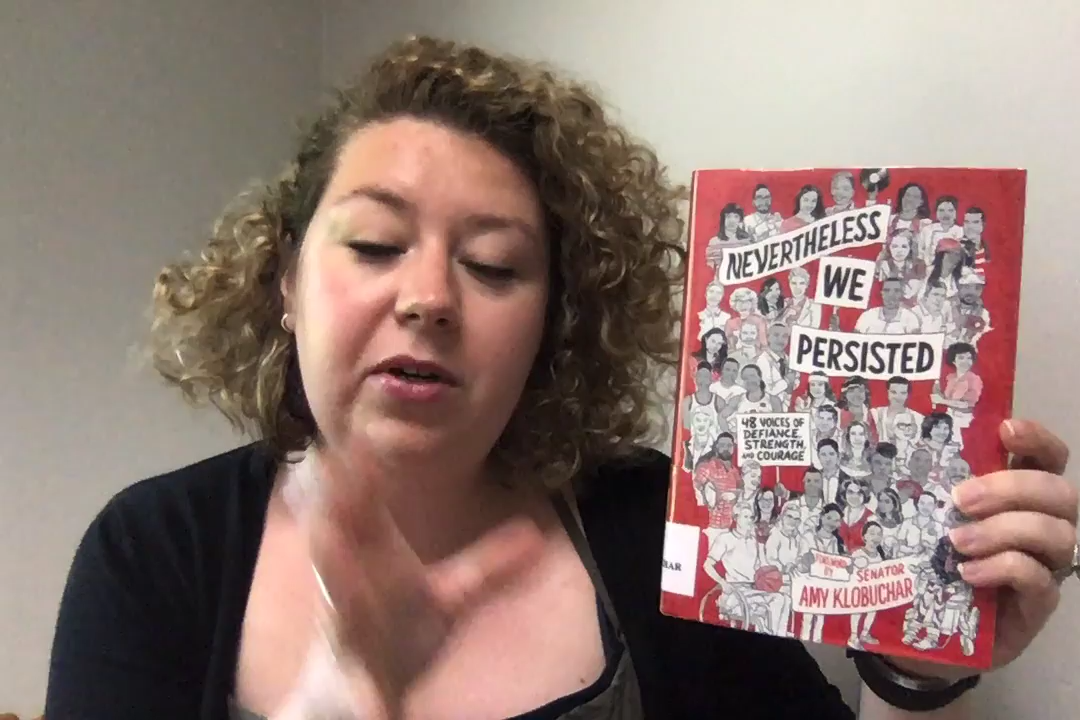 NEVERTHELESS
WE
PERSISTED
48 VOICES OF
DEFIANCE,
STRENGTH,
AND COURAGE
FOREWORD
BY
SENATOR
AMY KLOBUCHAR
BAR